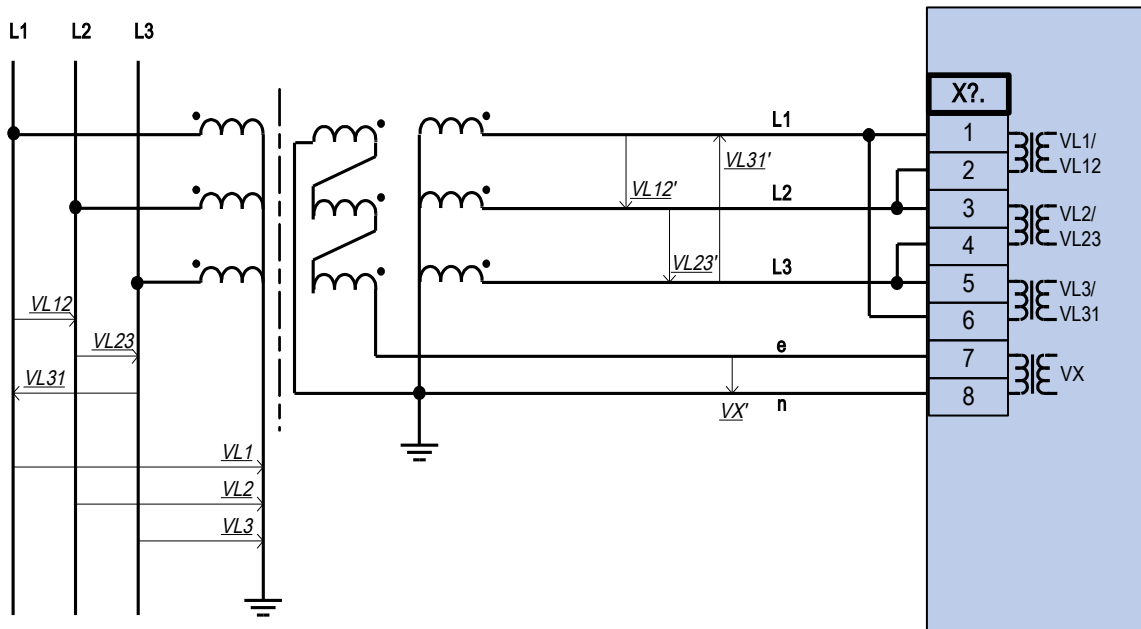 L1 L2 L3
X?.
L1
1
VL1/
VL12
VL31'
2
VL12'
L2
3
VL2/
VL23
4
VL23'
L3
5
VL3/
VL31
6
VL12
VL23
e
7
VX
VL31
n
8
VX'
VL1
VL2
VL3